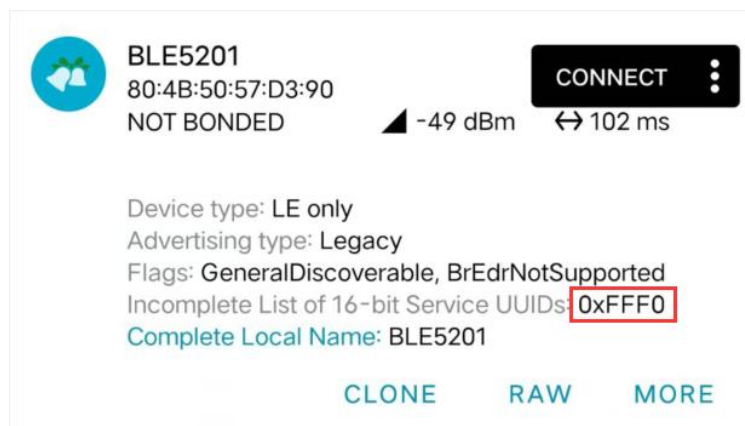 BLE5201
80:4B:50:57:D3:90
CONNECT
NOT BONDED -49 dBm 102 ms
Device type: LE only
Advertising type: Legacy
Flags: GeneralDiscoverable, BrEdrNotSupported
Incomplete List of 16-bit Service UUIDs: 0xFFF0
Complete Local Name: BLE5201
CLONE RAW MORE